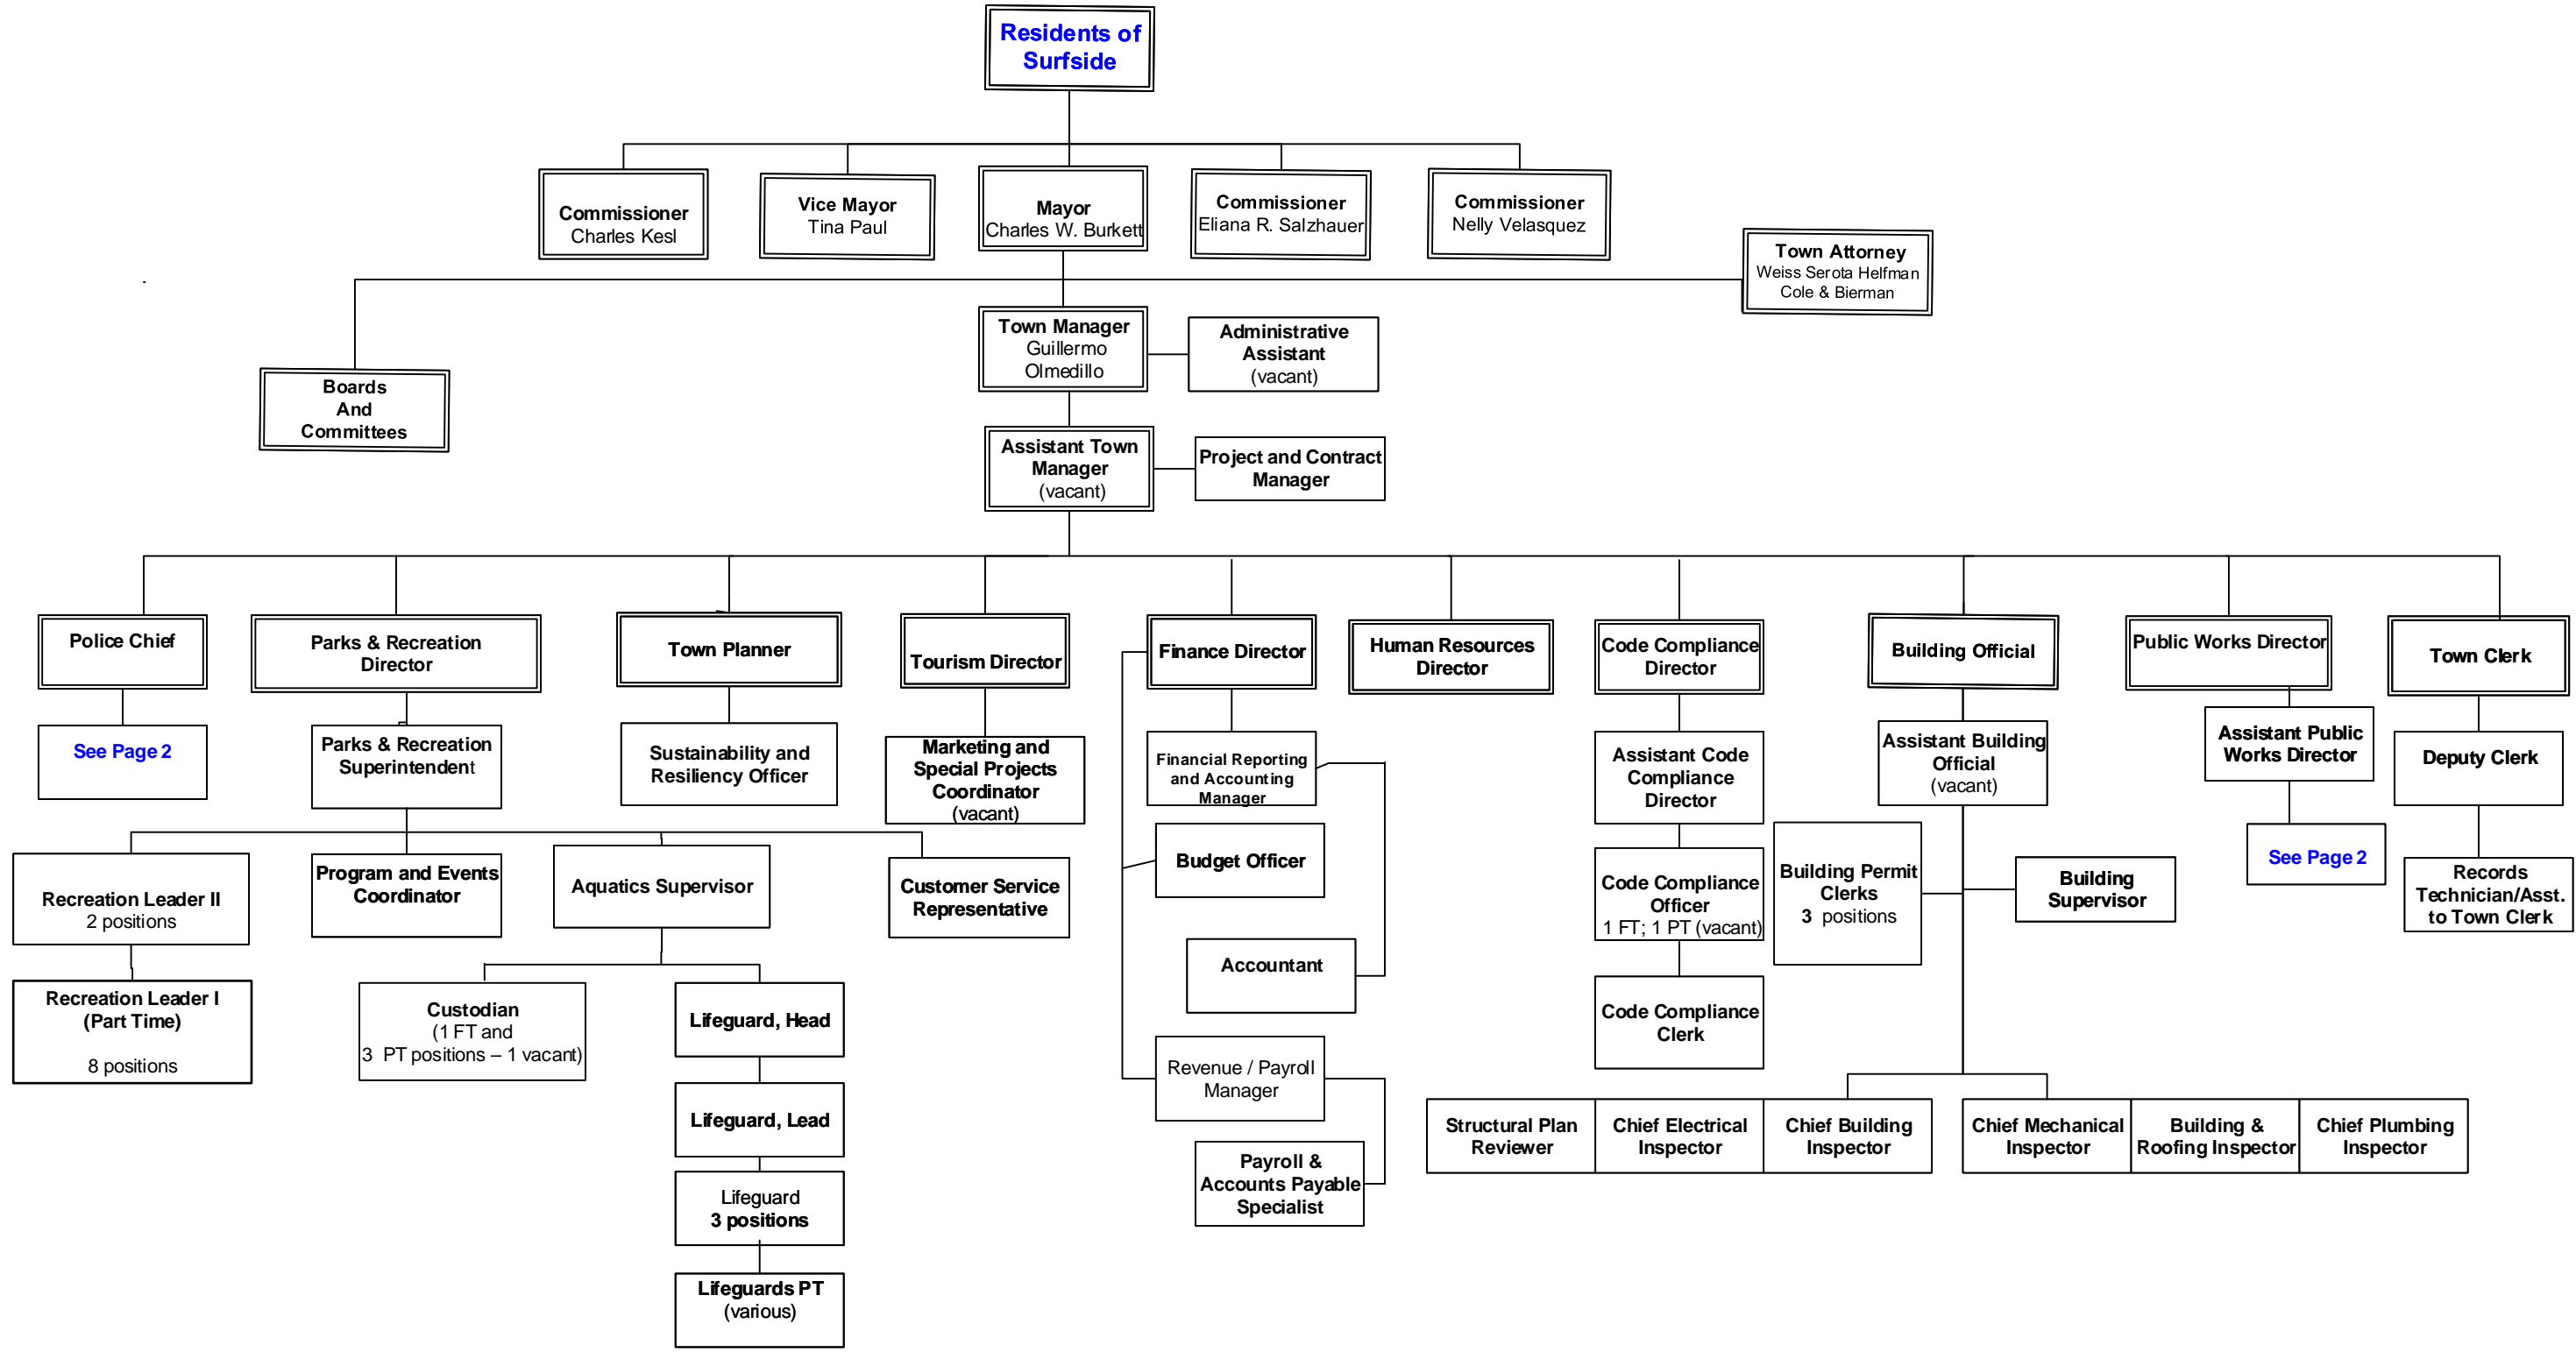 Residents of
Surfside
Commissioner
Charles Kesl
Vice Mayor
Tina Paul
Mayor
Charles W. Burkett
Commissioner
Eliana R. Salzhauer
Commissioner
Nelly Velasquez
Town Attorney
Weiss Serota Helfman
Cole & Bierman
Town Manager
Guillermo
Olmedillo
Administrative
Assistant
(vacant)
Boards
And
Committees
Assistant Town
Manager
(vacant)
Project and Contract
Manager
Police Chief
Parks & Recreation
Director
Town Planner
Tourism Director
Finance Director
Human Resources
Director
Code Compliance
Director
Building Official
Public Works Director
Town Clerk
See Page 2
Parks & Recreation
Superintendent
Sustainability and
Resiliency Officer
Marketing and
Special Projects
Coordinator
(vacant)
Financial Reporting
and Accounting
Manager
Assistant Code
Compliance
Director
Assistant Building
Official
(vacant)
Assistant Public
Works Director
Deputy Clerk
Recreation Leader II
2 positions
Program and Events
Coordinator
Aquatics Supervisor
Customer Service
Representative
Budget Officer
Code Compliance
Officer
1 FT; 1 PT (vacant)
Building Permit
Clerks
3 positions
Building
Supervisor
See Page 2
Records
Technician/Asst.
to Town Clerk
Recreation Leader I
(Part Time)
8 positions
Custodian
(1 FT and
3 PT positions – 1 vacant)
Lifeguard, Head
Accountant
Code Compliance
Clerk
Lifeguard, Lead
Revenue / Payroll
Manager
Structural Plan
Reviewer
Chief Electrical
Inspector
Chief Building
Inspector
Chief Mechanical
Inspector
Building &
Roofing Inspector
Chief Plumbing
Inspector
Lifeguard
3 positions
Payroll &
Accounts Payable
Specialist
Lifeguards PT
(various)